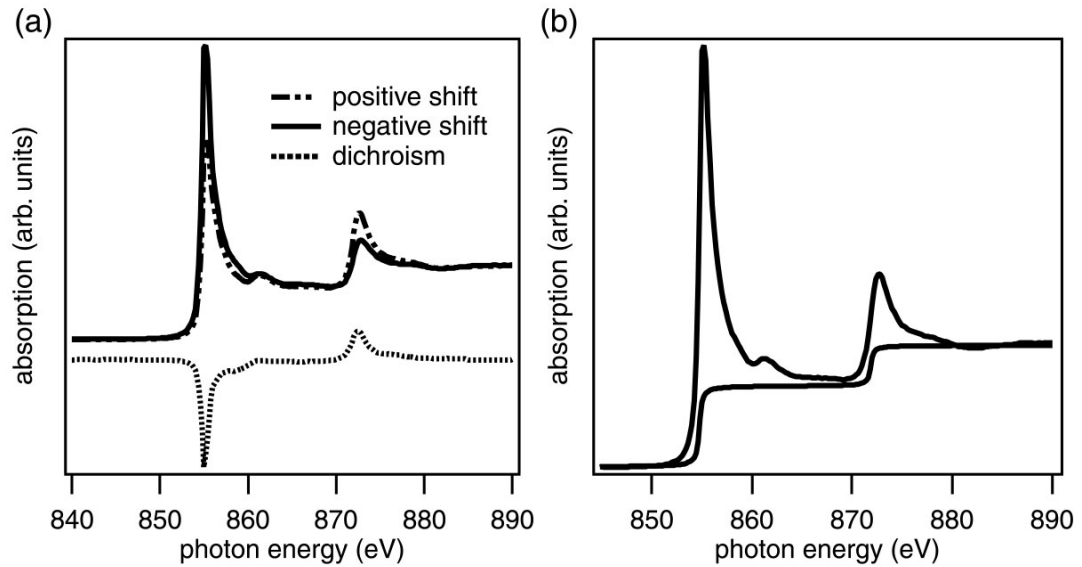 (a)
absorption (arb. units)
positive shift
negative shift
dichroism
840 850 860 870 880 890
photon energy (eV)
(b)
absorption (arb. units)
850 860 870 880 890
photon energy (eV)